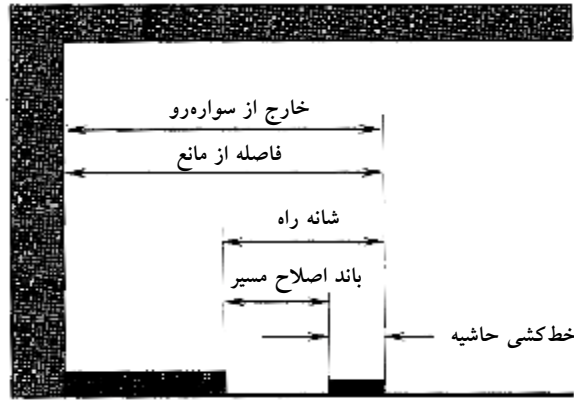 خارج از سواره‌رو
فاصله از مانع
شانه راه
باند اصلاح مسیر
خط‌کشی حاشیه